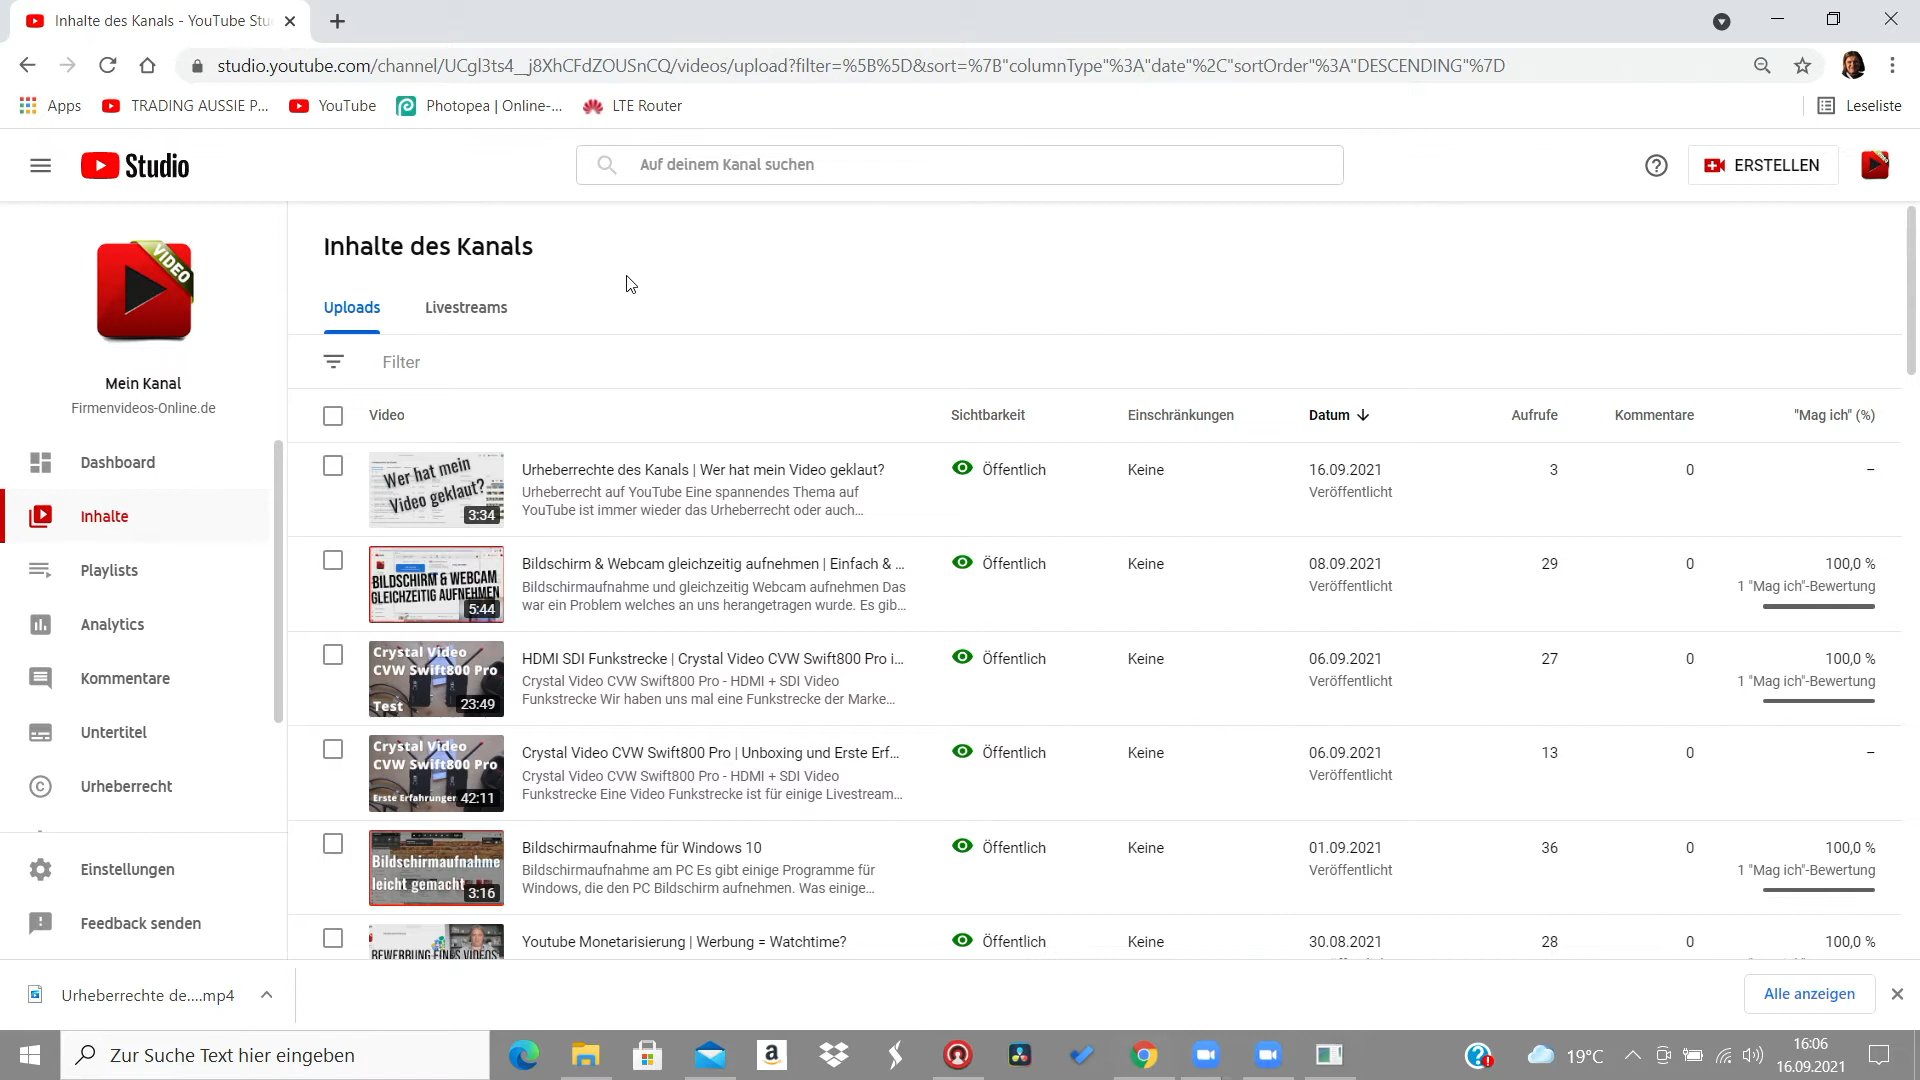 Inhalte des Kanals - YouTube Stu
studio.youtube.com/channel/UCgl3ts4__j8XhCFdZOUSnCQ/videos/upload?filter=%5B%5D&sort=%7B"columnType"%3A"date"%2C"sortOrder"%3A"DESCENDING"%7D
Apps
TRADING AUSSIE P...
YouTube
Photopea | Online-...
LTE Router
Leseliste
Studio
Auf deinem Kanal suchen
ERSTELLEN
VIDEO
Mein Kanal
Firmenvideos-Online.de
Dashboard
Inhalte
Playlists
Analytics
Kommentare
Untertitel
Urheberrecht
Einstellungen
Feedback senden
Inhalte des Kanals
Uploads
Livestreams
Filter
Video
Sichtbarkeit
Einschränkungen
Datum
Aufrufe
Kommentare
"Mag ich" (%)
Wer hat mein
Video geklaut?
3:34
Urheberrechte des Kanals | Wer hat mein Video geklaut?
Urheberrecht auf YouTube Eine spannendes Thema auf
YouTube ist immer wieder das Urheberrecht oder auch...
Öffentlich
Keine
16.09.2021
Veröffentlicht
3
0
–
BILDSCHIRM & WEBCAM
GLEICHZEITIG AUFNEHMEN
5:44
Bildschirm & Webcam gleichzeitig aufnehmen | Einfach & ...
Bildschirmaufnahme und gleichzeitig Webcam aufnehmen Das
war ein Problem welches an uns herangetragen wurde. Es gib...
Öffentlich
Keine
08.09.2021
Veröffentlicht
29
0
100,0 %
1 "Mag ich"-Bewertung
Crystal Video
CVW Swift800 Pro
Test
23:49
HDMI SDI Funkstrecke | Crystal Video CVW Swift800 Pro i...
Crystal Video CVW Swift800 Pro - HDMI + SDI Video
Funkstrecke Wir haben uns mal eine Funkstrecke der Marke...
Öffentlich
Keine
06.09.2021
Veröffentlicht
27
0
100,0 %
1 "Mag ich"-Bewertung
Crystal Video
CVW Swift800 Pro
Erste Erfahrungen
42:11
Crystal Video CVW Swift800 Pro | Unboxing und Erste Erf...
Crystal Video CVW Swift800 Pro - HDMI + SDI Video
Funkstrecke Eine Video Funkstrecke ist für einige Livestream...
Öffentlich
Keine
06.09.2021
Veröffentlicht
13
0
–
Bildschirmaufnahme
leicht gemacht
3:16
Bildschirmaufnahme für Windows 10
Bildschirmaufnahme am PC Es gibt einige Programme für
Windows, die den PC Bildschirm aufnehmen. Was einige...
Öffentlich
Keine
01.09.2021
Veröffentlicht
36
0
100,0 %
1 "Mag ich"-Bewertung
BEWERBUNG EINES VIDEOS
Youtube Monetarisierung | Werbung = Watchtime?
Öffentlich
Keine
30.08.2021
28
0
100,0 %
Urheberrechte de....mp4
Alle anzeigen
Zur Suche Text hier eingeben
19°C
16:06
16.09.2021